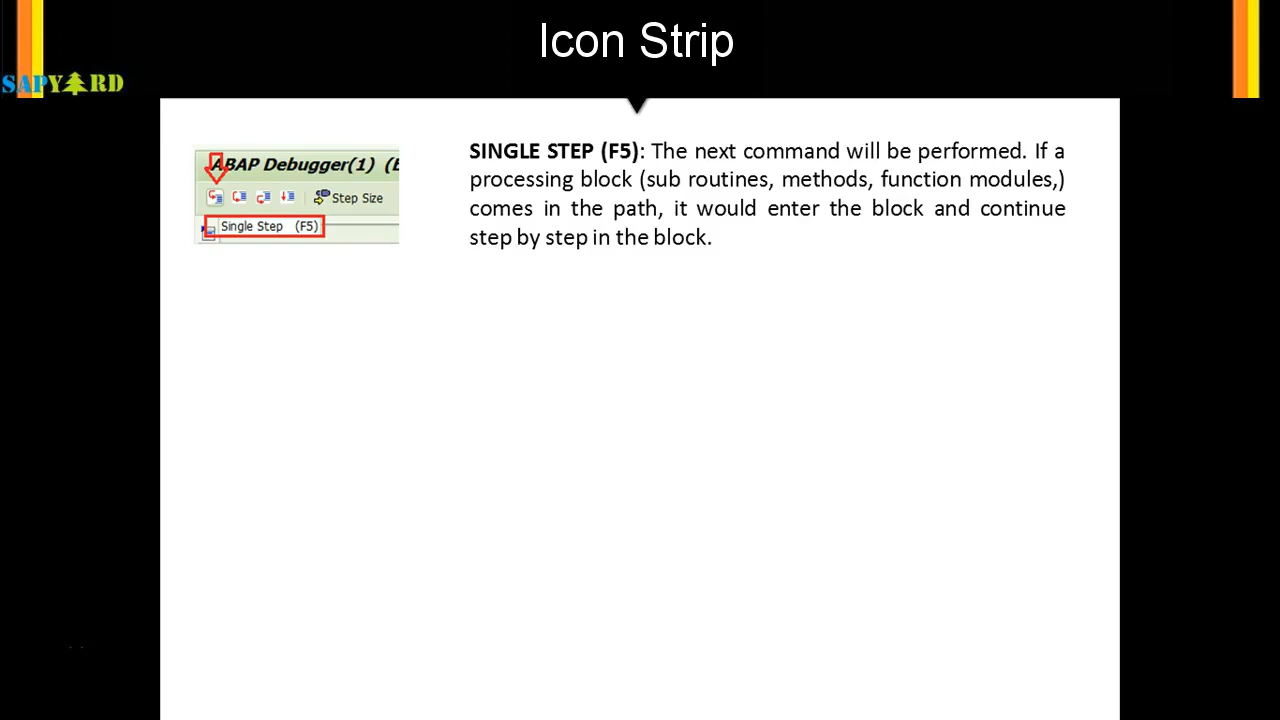 Icon Strip
SAPYARD
ABAP Debugger(1) (E
Step Size
Single Step (F5)
SINGLE STEP (F5): The next command will be performed. If a
processing block (sub routines, methods, function modules,)
comes in the path, it would enter the block and continue
step by step in the block.